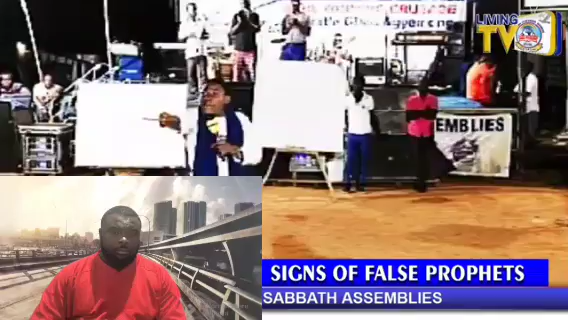 LIVING
TV
EMBLIES
SIGNS OF FALSE PROPHETS
SABBATH ASSEMBLIES